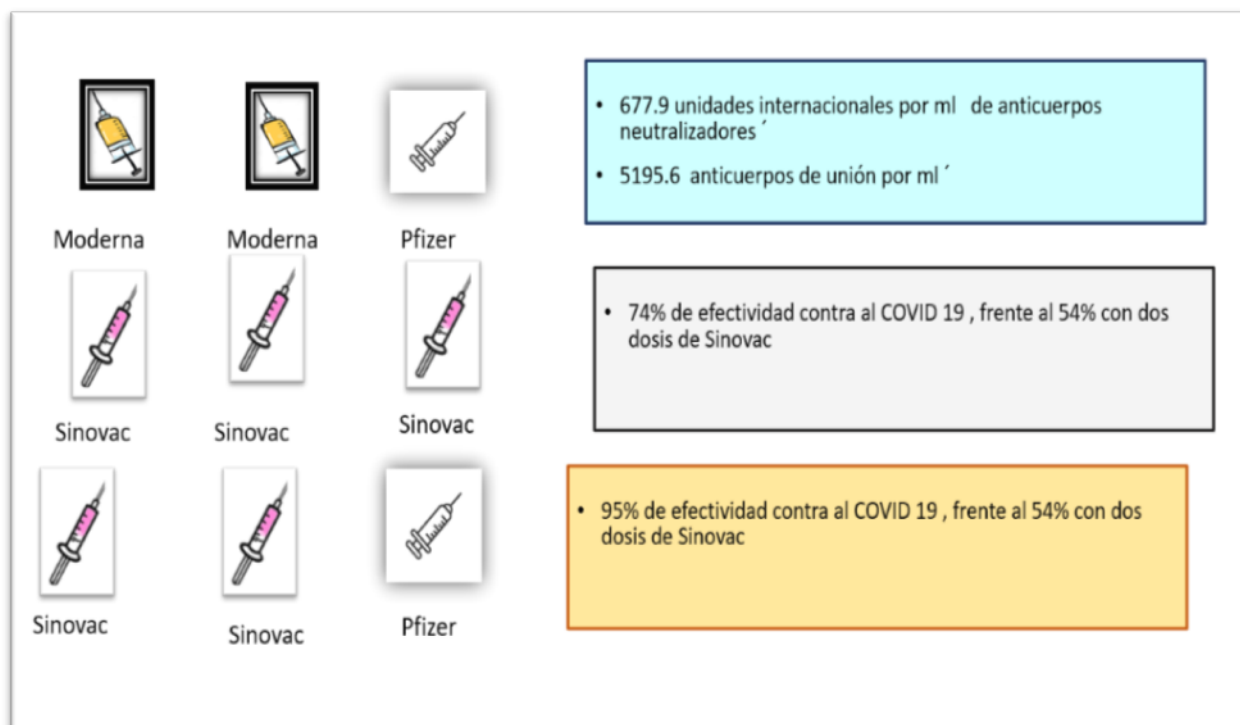 Moderna
Moderna
Pfizer
• 677.9 unidades internacionales por ml de anticuerpos
neutralizadores ´
• 5195.6 anticuerpos de unión por ml ´
Sinovac
Sinovac
Sinovac
• 74% de efectividad contra al COVID 19 , frente al 54% con dos
dosis de Sinovac
Sinovac
Sinovac
Pfizer
• 95% de efectividad contra al COVID 19 , frente al 54% con dos
dosis de Sinovac